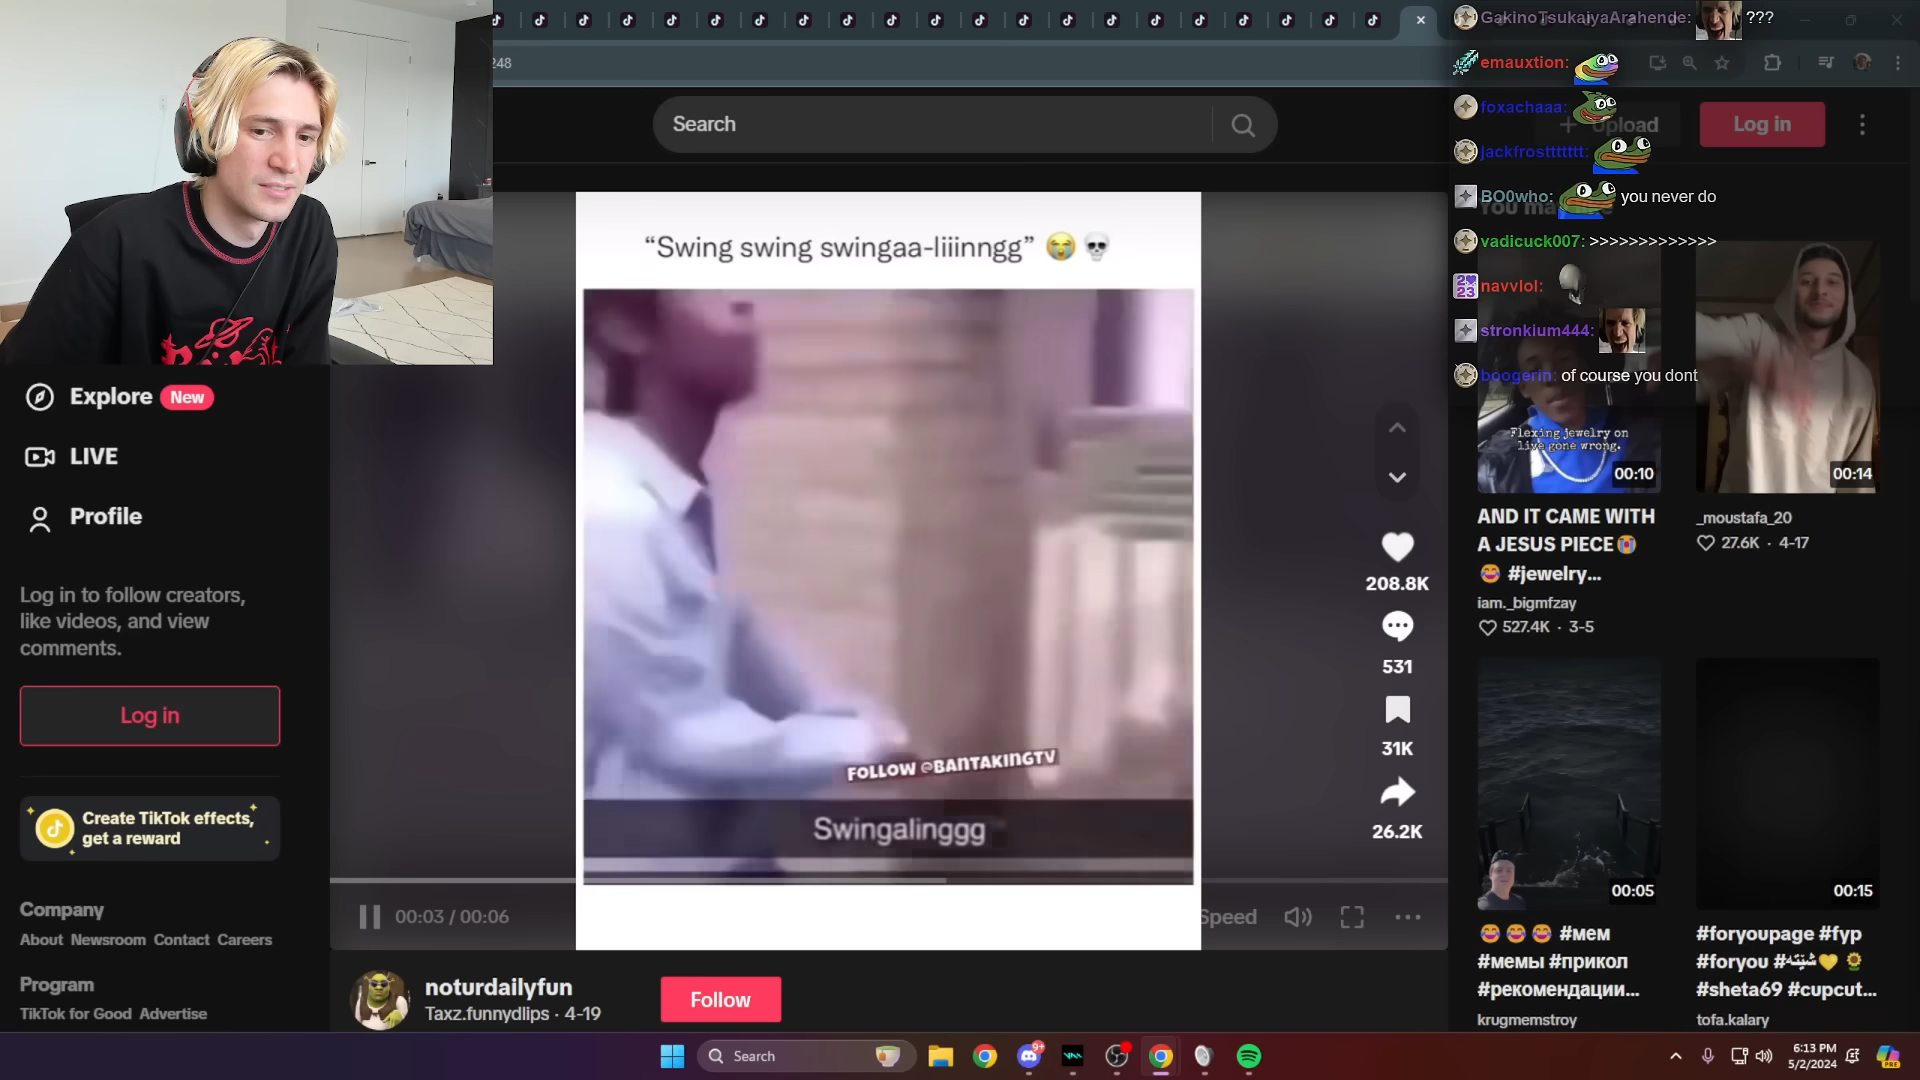 248
Search
Upload
Log in
GakinoTsukaiyaArahende: ???
emauxtion:
foxachaaa:
jackfrosttttttt:
BO0who: you never do
You may
vadicuck007: >>>>>>>>>>>>>
navvlol:
stronkium444:
boogerin: of course you dont
“Swing swing swingaa-liiinngg” 😭💀
FOLLOW @BANTAKINGTV
Swingalinggg
Explore New
LIVE
Profile
Log in to follow creators,
like videos, and view
comments.
Log in
Create TikTok effects,
get a reward
Company
About Newsroom Contact Careers
Program
TikTok for Good Advertise
208.8K
531
31K
26.2K
00:03 / 00:06
Speed
noturdailyfun
Taxz.funnydlips · 4-19
Follow
Flexing jewelry on
live gone wrong.
00:10
AND IT CAME WITH
A JESUS PIECE😭
😂 #jewelry...
iam._bigmfzay
527.4K · 3-5
00:14
_moustafa_20
27.6K · 4-17
00:05
😂😂😂 #мем
#мемы #прикол
#рекомендации...
krugmemstroy
00:15
#foryoupage #fyp
#foryou
#sheta69 #cupcut...
tofa.kalary
Search
9+
6:13 PM
5/2/2024